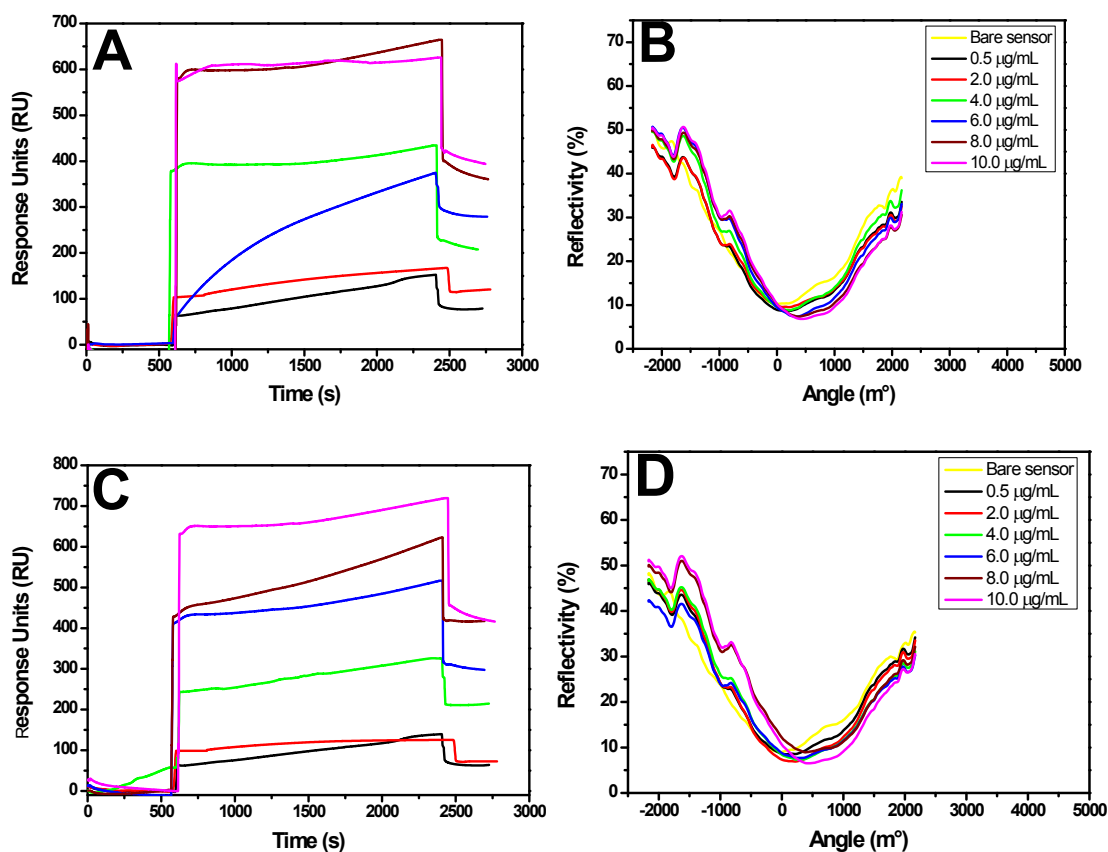 A
Response Units (RU)
700
600
500
400
300
200
100
0
0 500 1000 1500 2000 2500 3000
Time (s)
B
Reflectivity (%)
70
60
50
40
30
20
10
0
-2000 -1000 0 1000 2000 3000 4000 5000
Angle (m°)
Bare sensor
0.5 µg/mL
2.0 µg/mL
4.0 µg/mL
6.0 µg/mL
8.0 µg/mL
10.0 µg/mL
C
Response Units (RU)
800
700
600
500
400
300
200
100
0
0 500 1000 1500 2000 2500 3000
Time (s)
D
Reflectivity (%)
70
60
50
40
30
20
10
0
-2000 -1000 0 1000 2000 3000 4000 5000
Angle (m°)
Bare sensor
0.5 µg/mL
2.0 µg/mL
4.0 µg/mL
6.0 µg/mL
8.0 µg/mL
10.0 µg/mL